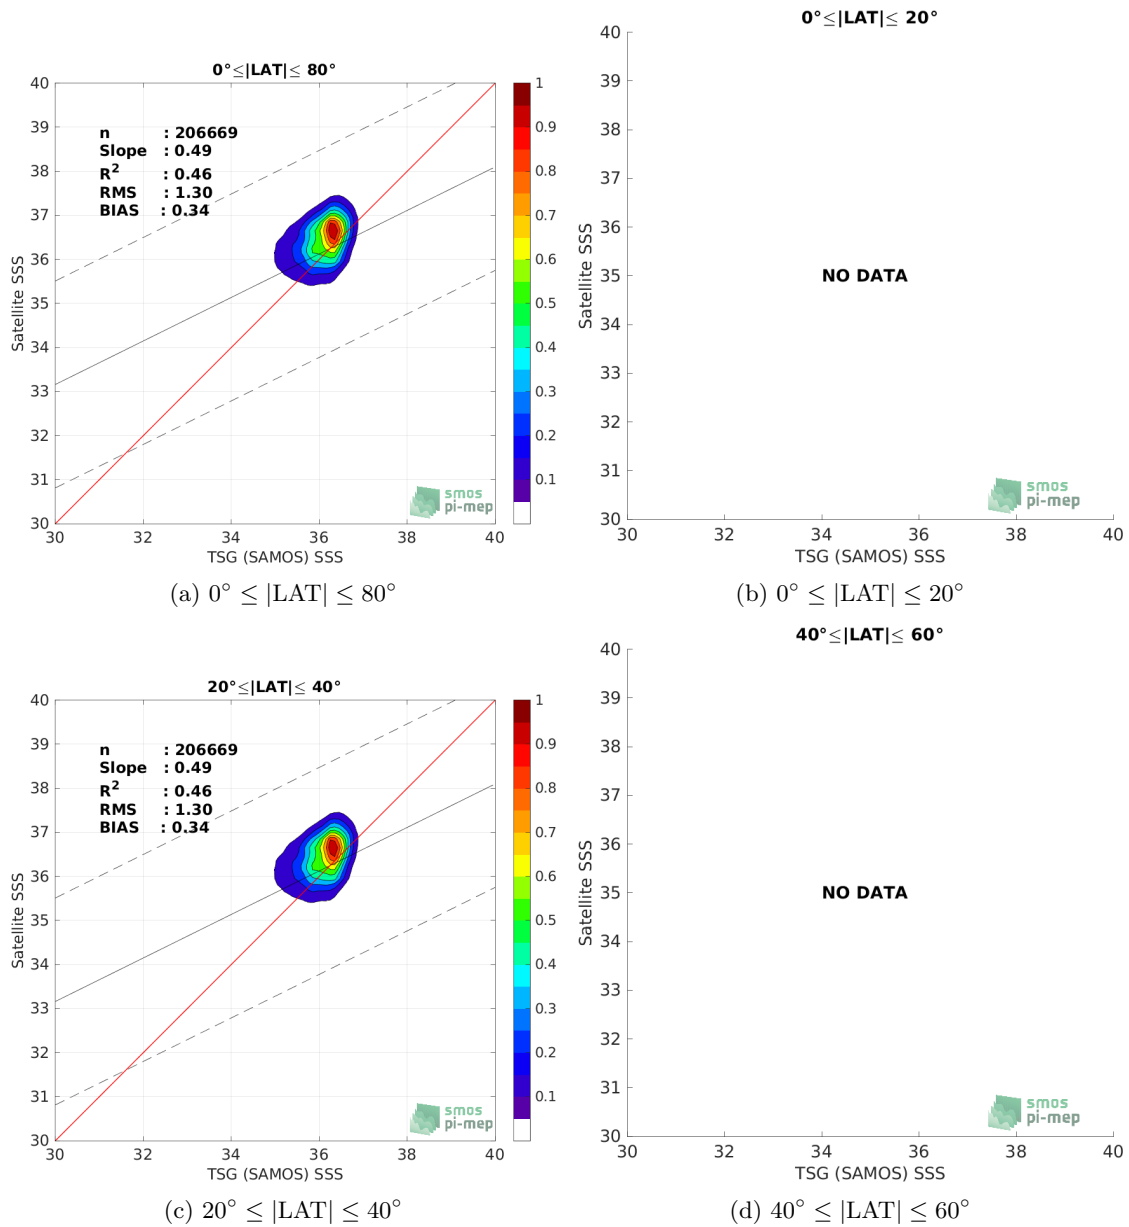 0°≤|LAT|≤ 80°
40
39
38
37
36
35
34
33
32
31
30
Satellite SSS
n : 206669
Slope : 0.49
R² : 0.46
RMS : 1.30
BIAS : 0.34
smos
pi-mep
30 32 34 36 38 40
TSG (SAMOS) SSS
1
0.9
0.8
0.7
0.6
0.5
0.4
0.3
0.2
0.1
(a) 0° ≤ |LAT| ≤ 80°
0°≤|LAT|≤ 20°
40
39
38
37
36
35
34
33
32
31
30
Satellite SSS
NO DATA
smos
pi-mep
30 32 34 36 38 40
TSG (SAMOS) SSS
(b) 0° ≤ |LAT| ≤ 20°
20°≤|LAT|≤ 40°
40
39
38
37
36
35
34
33
32
31
30
Satellite SSS
n : 206669
Slope : 0.49
R² : 0.46
RMS : 1.30
BIAS : 0.34
smos
pi-mep
30 32 34 36 38 40
TSG (SAMOS) SSS
1
0.9
0.8
0.7
0.6
0.5
0.4
0.3
0.2
0.1
(c) 20° ≤ |LAT| ≤ 40°
40°≤|LAT|≤ 60°
40
39
38
37
36
35
34
33
32
31
30
Satellite SSS
NO DATA
smos
pi-mep
30 32 34 36 38 40
TSG (SAMOS) SSS
(d) 40° ≤ |LAT| ≤ 60°